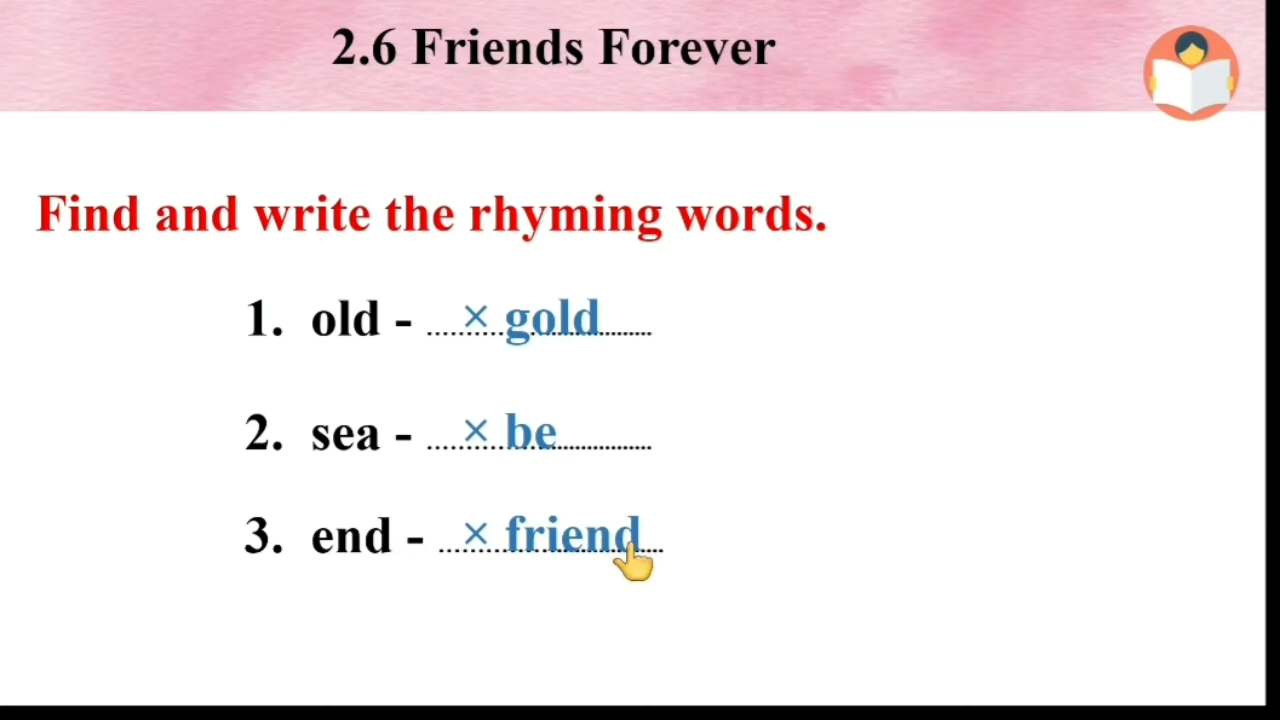 2.6 Friends Forever
Find and write the rhyming words.
1. old - ..... × gold ..........
2. sea - ..... × be ..........
3. end - ..... × friend ...